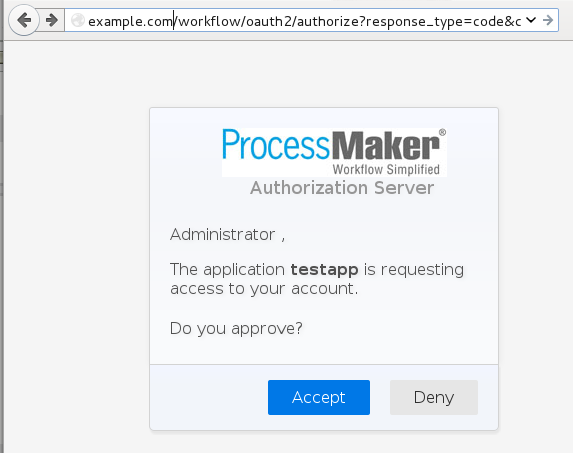 example.com/workflow/oauth2/authorize?response_type=code&c
ProcessMaker®
Workflow Simplified
Authorization Server
Administrator ,
The application testapp is requesting
access to your account.
Do you approve?
Accept Deny